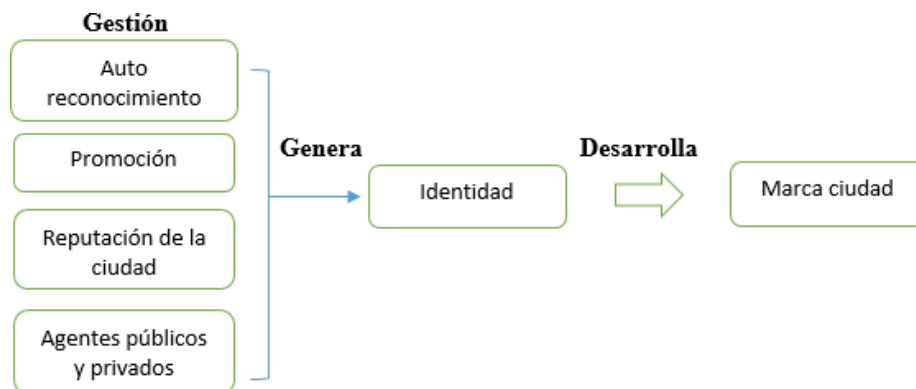 Gestión
Auto
reconocimiento
Promoción
Reputación de la
ciudad
Agentes públicos
y privados
Genera
Identidad
Desarrolla
Marca ciudad